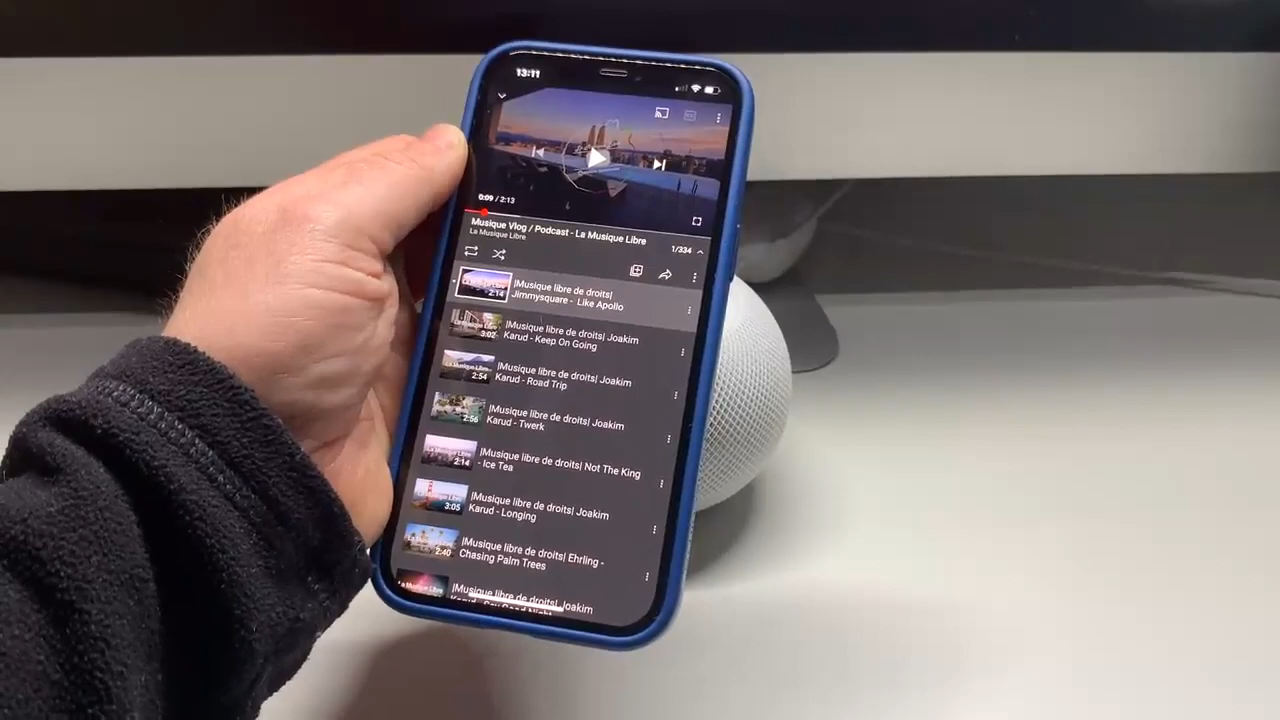 13:11
0:09 / 2:13
Musique Vlog / Podcast - La Musique Libre
La Musique Libre
1/334
|Musique libre de droits|
Jimmysquare - Like Apollo
2:14
|Musique libre de droits| Joakim
Karud - Keep On Going
3:02
|Musique libre de droits| Joakim
Karud - Road Trip
2:54
|Musique libre de droits| Joakim
Karud - Twerk
2:56
|Musique libre de droits| Not The King
- Ice Tea
2:14
|Musique libre de droits| Joakim
Karud - Longing
3:05
|Musique libre de droits| Ehrling -
Chasing Palm Trees
2:40
|Musique libre de droits| Joakim
Karud - Say Good Night